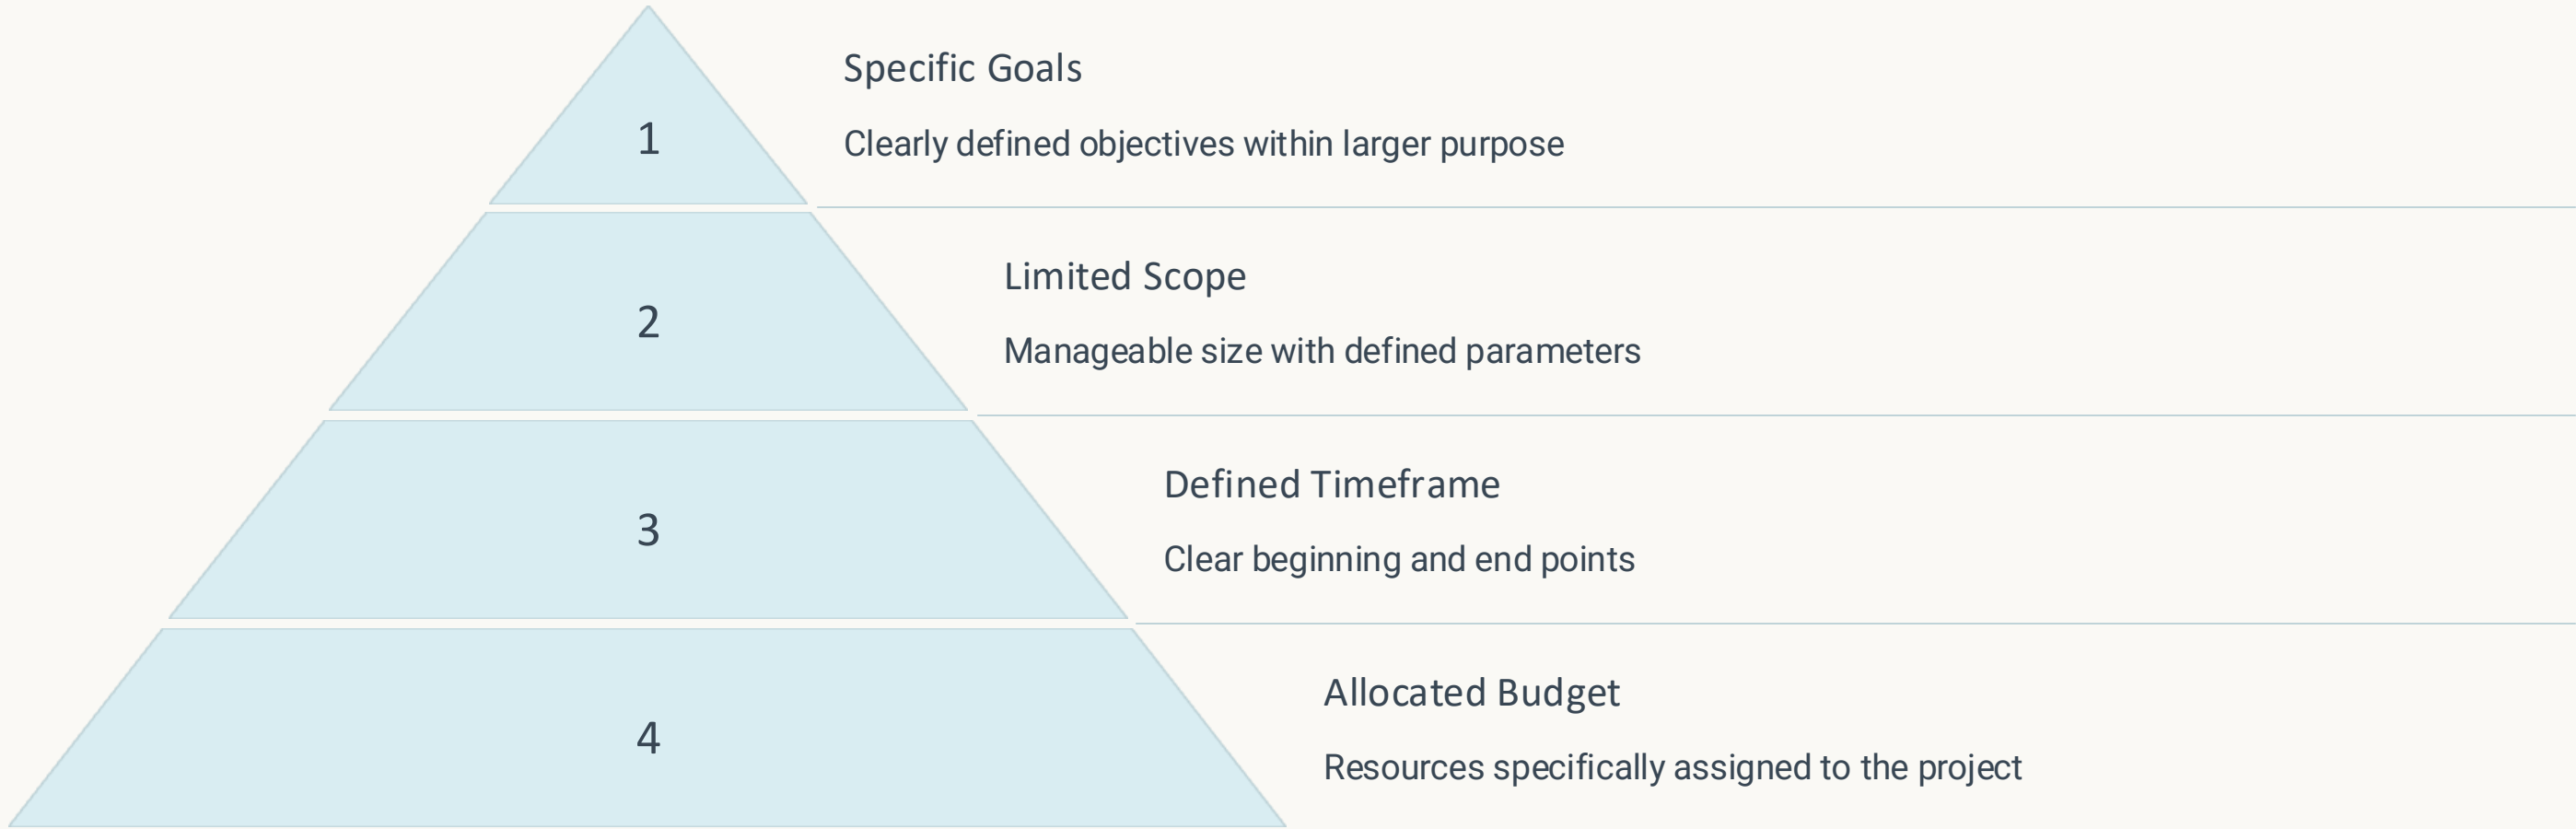 1
Specific Goals
Clearly defined objectives within larger purpose
2
Limited Scope
Manageable size with defined parameters
3
Defined Timeframe
Clear beginning and end points
4
Allocated Budget
Resources specifically assigned to the project